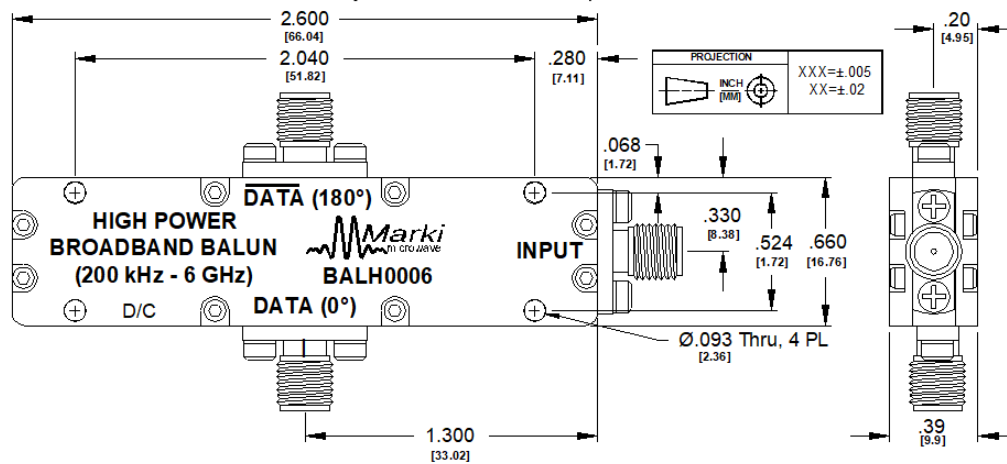 2.600
[66.04]
2.040
[51.82]
.280
[7.11]
.20
[4.95]
PROJECTION
INCH
[MM]
XXX=±.005
XX=±.02
.068
[1.72]
DATA (180°)
HIGH POWER
BROADBAND BALUN
(200 kHz - 6 GHz)
Marki
microwave
BALH0006
INPUT
.330
[8.38]
.524
[1.72]
.660
[16.76]
D/C
DATA (0°)
Ø.093 Thru, 4 PL
[2.36]
1.300
[33.02]
.39
[9.9]